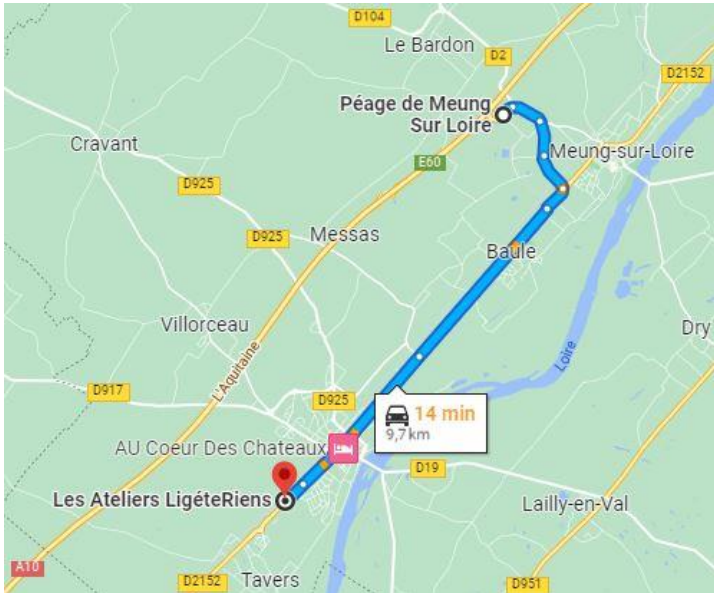 D104
Le Bardon
D2
D2152
Péage de Meung
Sur Loire
Cravant
Meung-sur-Loire
E60
D925
Messas
D925
Baule
Villorceau
Dry
L'Aquitaine
Loire
D917
D925
14 min
9,7 km
AU Coeur Des Chateaux
D19
Les Ateliers LigéteRiens
Lailly-en-Val
A10
D2152
Tavers
D951